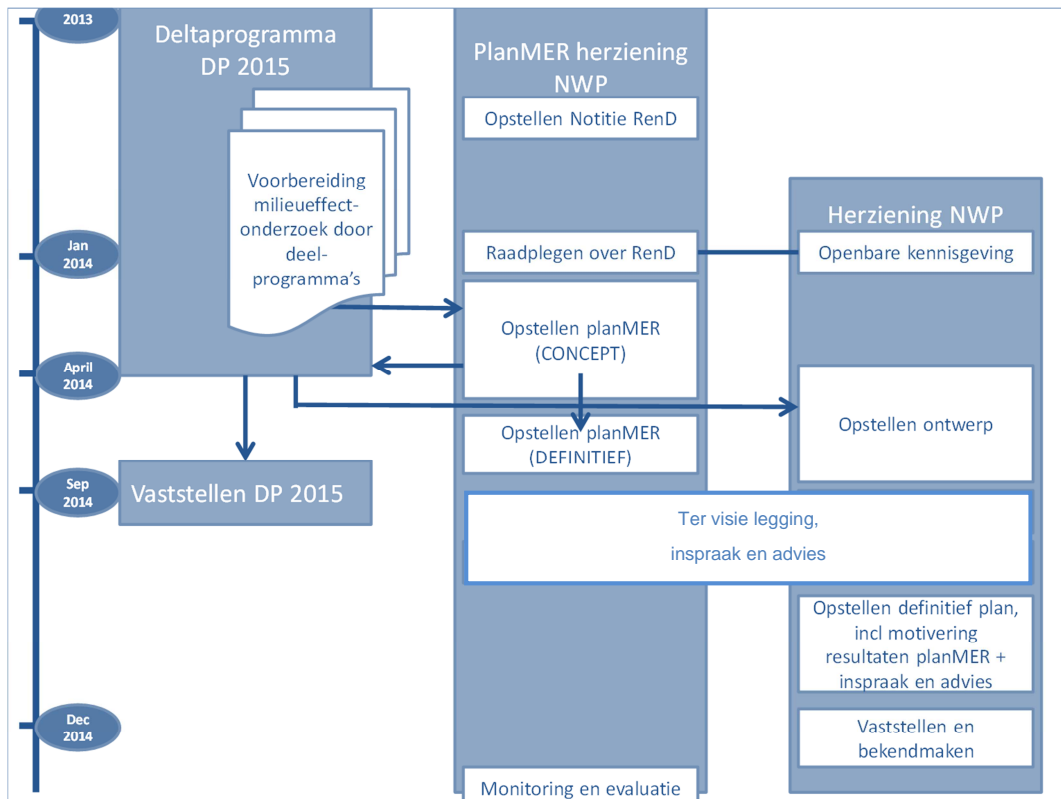 2013
Jan
2014
April
2014
Sep
2014
Dec
2014
Deltaprogramma
DP 2015
Voorbereiding
milieueffect-
onderzoek door
deel-
programma's
Vaststellen DP 2015
PlanMER herziening
NWP
Opstellen Notitie RenD
Raadplegen over RenD
Opstellen planMER
(CONCEPT)
Opstellen planMER
(DEFINITIEF)
Ter visie legging,
inspraak en advies
Monitoring en evaluatie
Herziening NWP
Openbare kennisgeving
Opstellen ontwerp
Opstellen definitief plan,
incl motivering
resultaten planMER +
inspraak en advies
Vaststellen en
bekendmaken